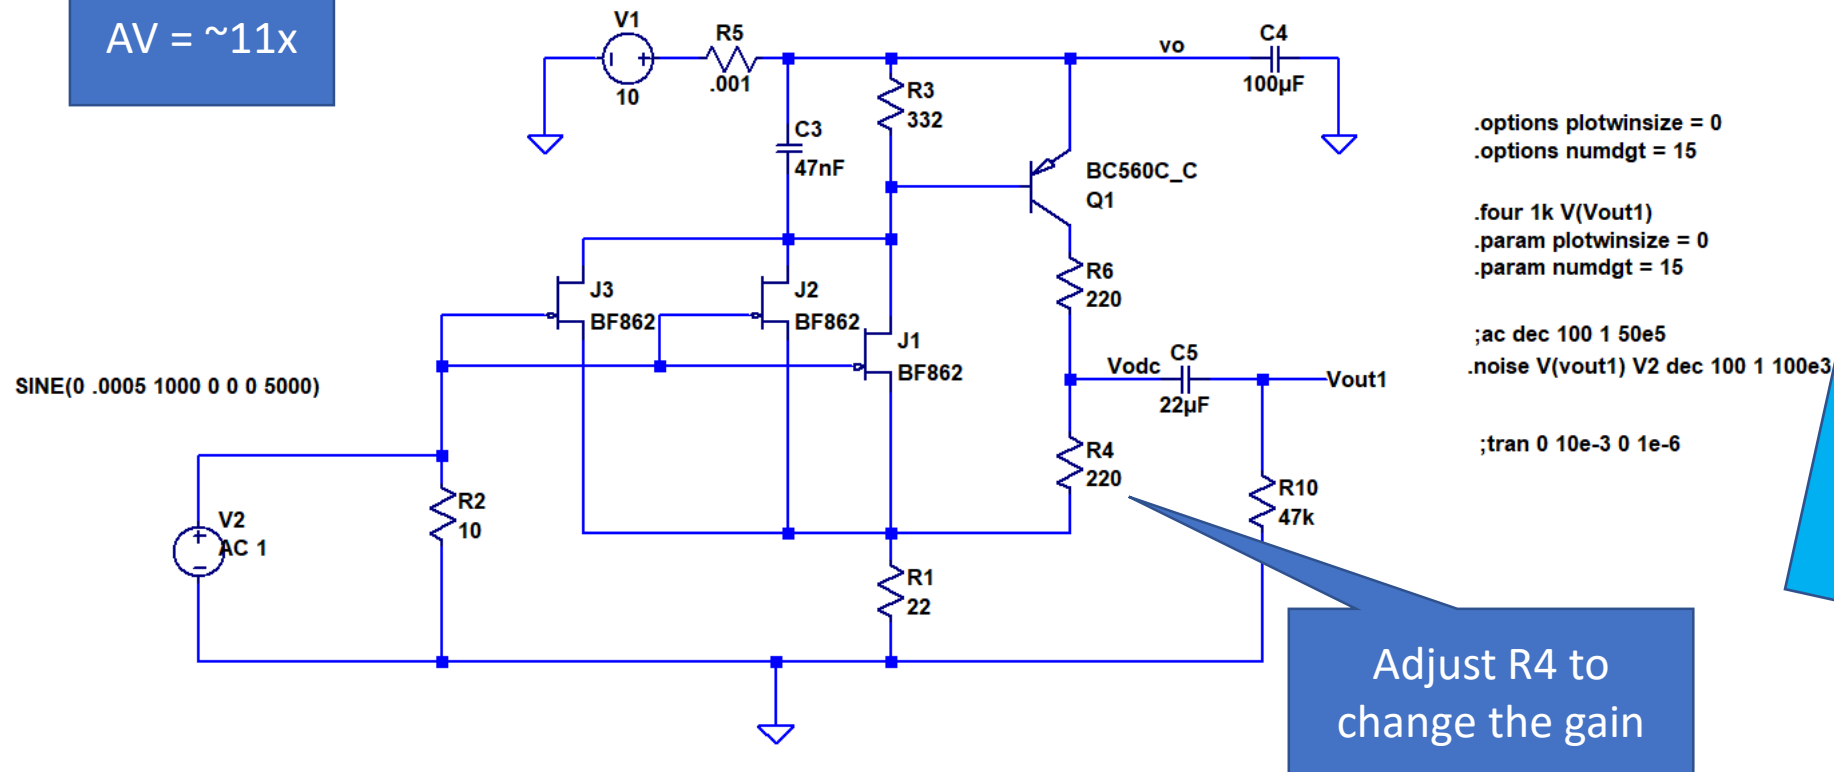 AV = ~11x
V1
10
R5
.001
vo
C4
100µF
R3
332
C3
47nF
BC560C_C
Q1
.options plotwinsize = 0
.options numdgt = 15
.four 1k V(Vout1)
.param plotwinsize = 0
.param numdgt = 15
;ac dec 100 1 50e5
.noise V(vout1) V2 dec 100 1 100e3
;tran 0 10e-3 0 1e-6
J3
BF862
J2
BF862
J1
BF862
R6
220
Vodc
C5
22µF
Vout1
SINE(0 .0005 1000 0 0 0 5000)
R4
220
R2
10
R10
47k
V2
AC 1
R1
22
Adjust R4 to
change the gain